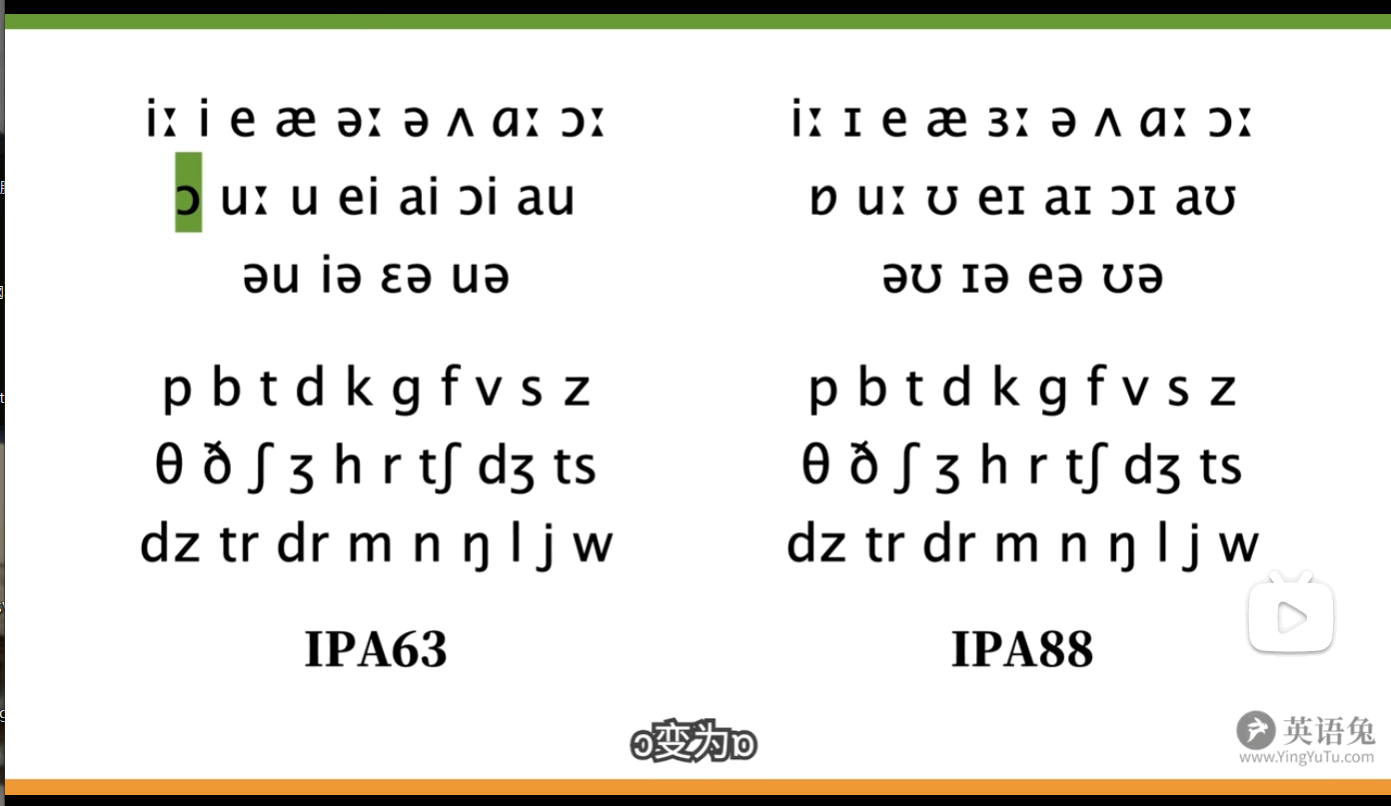 iː i e æ əː ə ʌ ɑː ɔː
ɔ uː u ei ai ɔi au
əu iə ɛə uə
p b t d k g f v s z
θ ð ʃ ʒ h r tʃ dʒ ts
dz tr dr m n ŋ l j w
IPA63
iː ɪ e æ ɜː ə ʌ ɑː ɔː
ɒ uː ʊ eɪ aɪ ɔɪ aʊ
əʊ ɪə eə ʊə
p b t d k g f v s z
θ ð ʃ ʒ h r tʃ dʒ ts
dz tr dr m n ŋ l j w
IPA88
ɔ变为ɒ
英语兔
www.YingYuTu.com